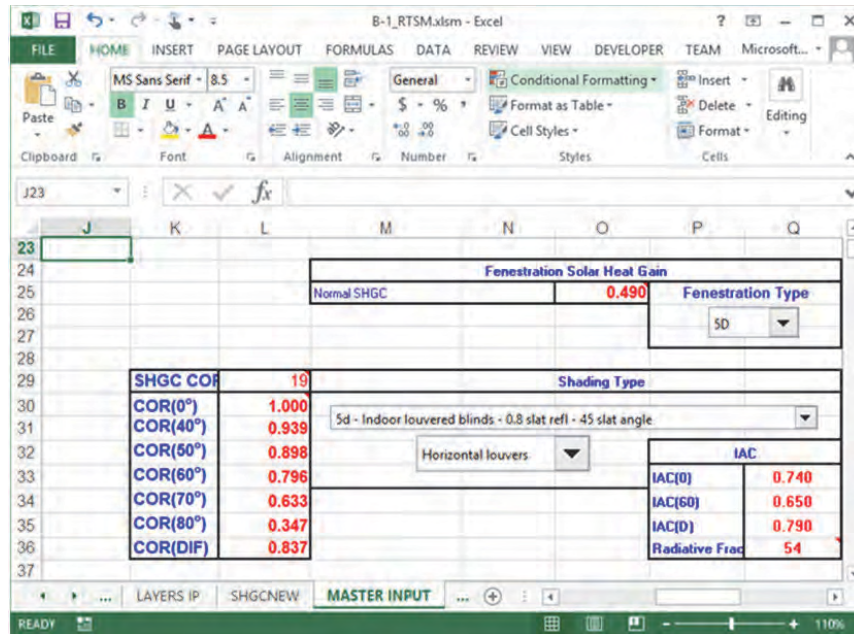 B-1_RTSM.xlsm - Excel
FILE HOME INSERT PAGE LAYOUT FORMULAS DATA REVIEW VIEW DEVELOPER TEAM Microsoft...
Paste
Clipboard
MS Sans Serif 8.5
B I U A A
Font
Alignment
General
$ - % ,
Number
Conditional Formatting
Format as Table
Cell Styles
Styles
Insert
Delete
Format
Cells
Editing
J23
fx
J K L M N O P Q
23
24 Fenestration Solar Heat Gain
25 Normal SHGC 0.490 Fenestration Type
26 5D
27
28
29 SHGC COR 19 Shading Type
30 COR(0°) 1.000
5d - Indoor louvered blinds - 0.8 slat refl - 45 slat angle
31 COR(40°) 0.939
32 COR(50°) 0.898 Horizontal louvers IAC
33 COR(60°) 0.796 IAC(0) 0.740
34 COR(70°) 0.633 IAC(60) 0.650
35 COR(80°) 0.347 IAC(D) 0.790
36 COR(DIF) 0.837 Radiative Frac 54
37
... LAYERS IP SHGCNEW MASTER INPUT ...
READY 110%